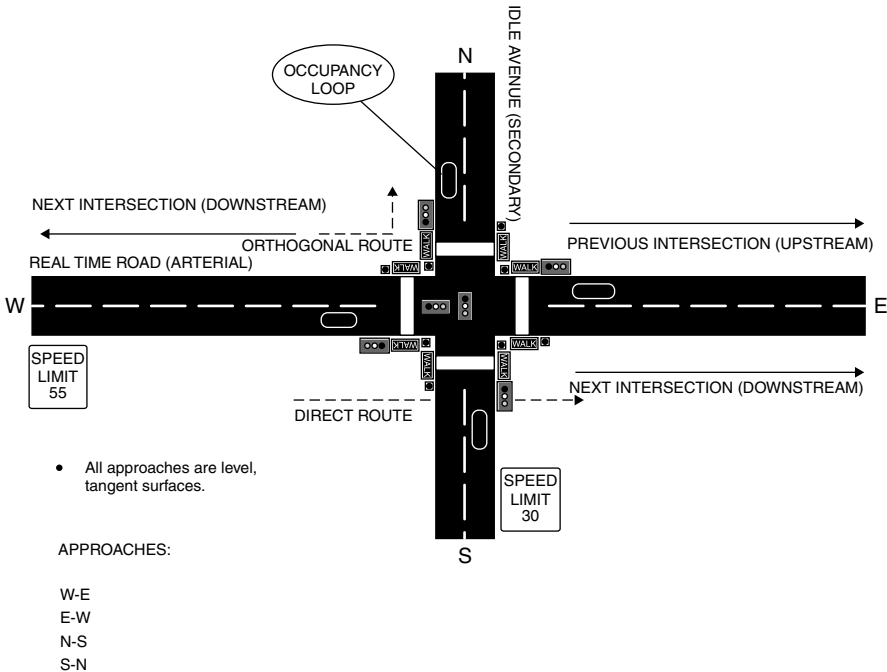 IDLE AVENUE (SECONDARY)
N
OCCUPANCY
LOOP
NEXT INTERSECTION (DOWNSTREAM)
ORTHOGONAL ROUTE
PREVIOUS INTERSECTION (UPSTREAM)
REAL TIME ROAD (ARTERIAL)
WALK
WALK
WALK
WALK
W
E
WALK
WALK
WALK
WALK
SPEED
LIMIT
55
NEXT INTERSECTION (DOWNSTREAM)
DIRECT ROUTE
• All approaches are level,
tangent surfaces.
SPEED
LIMIT
30
S
APPROACHES:
W-E
E-W
N-S
S-N